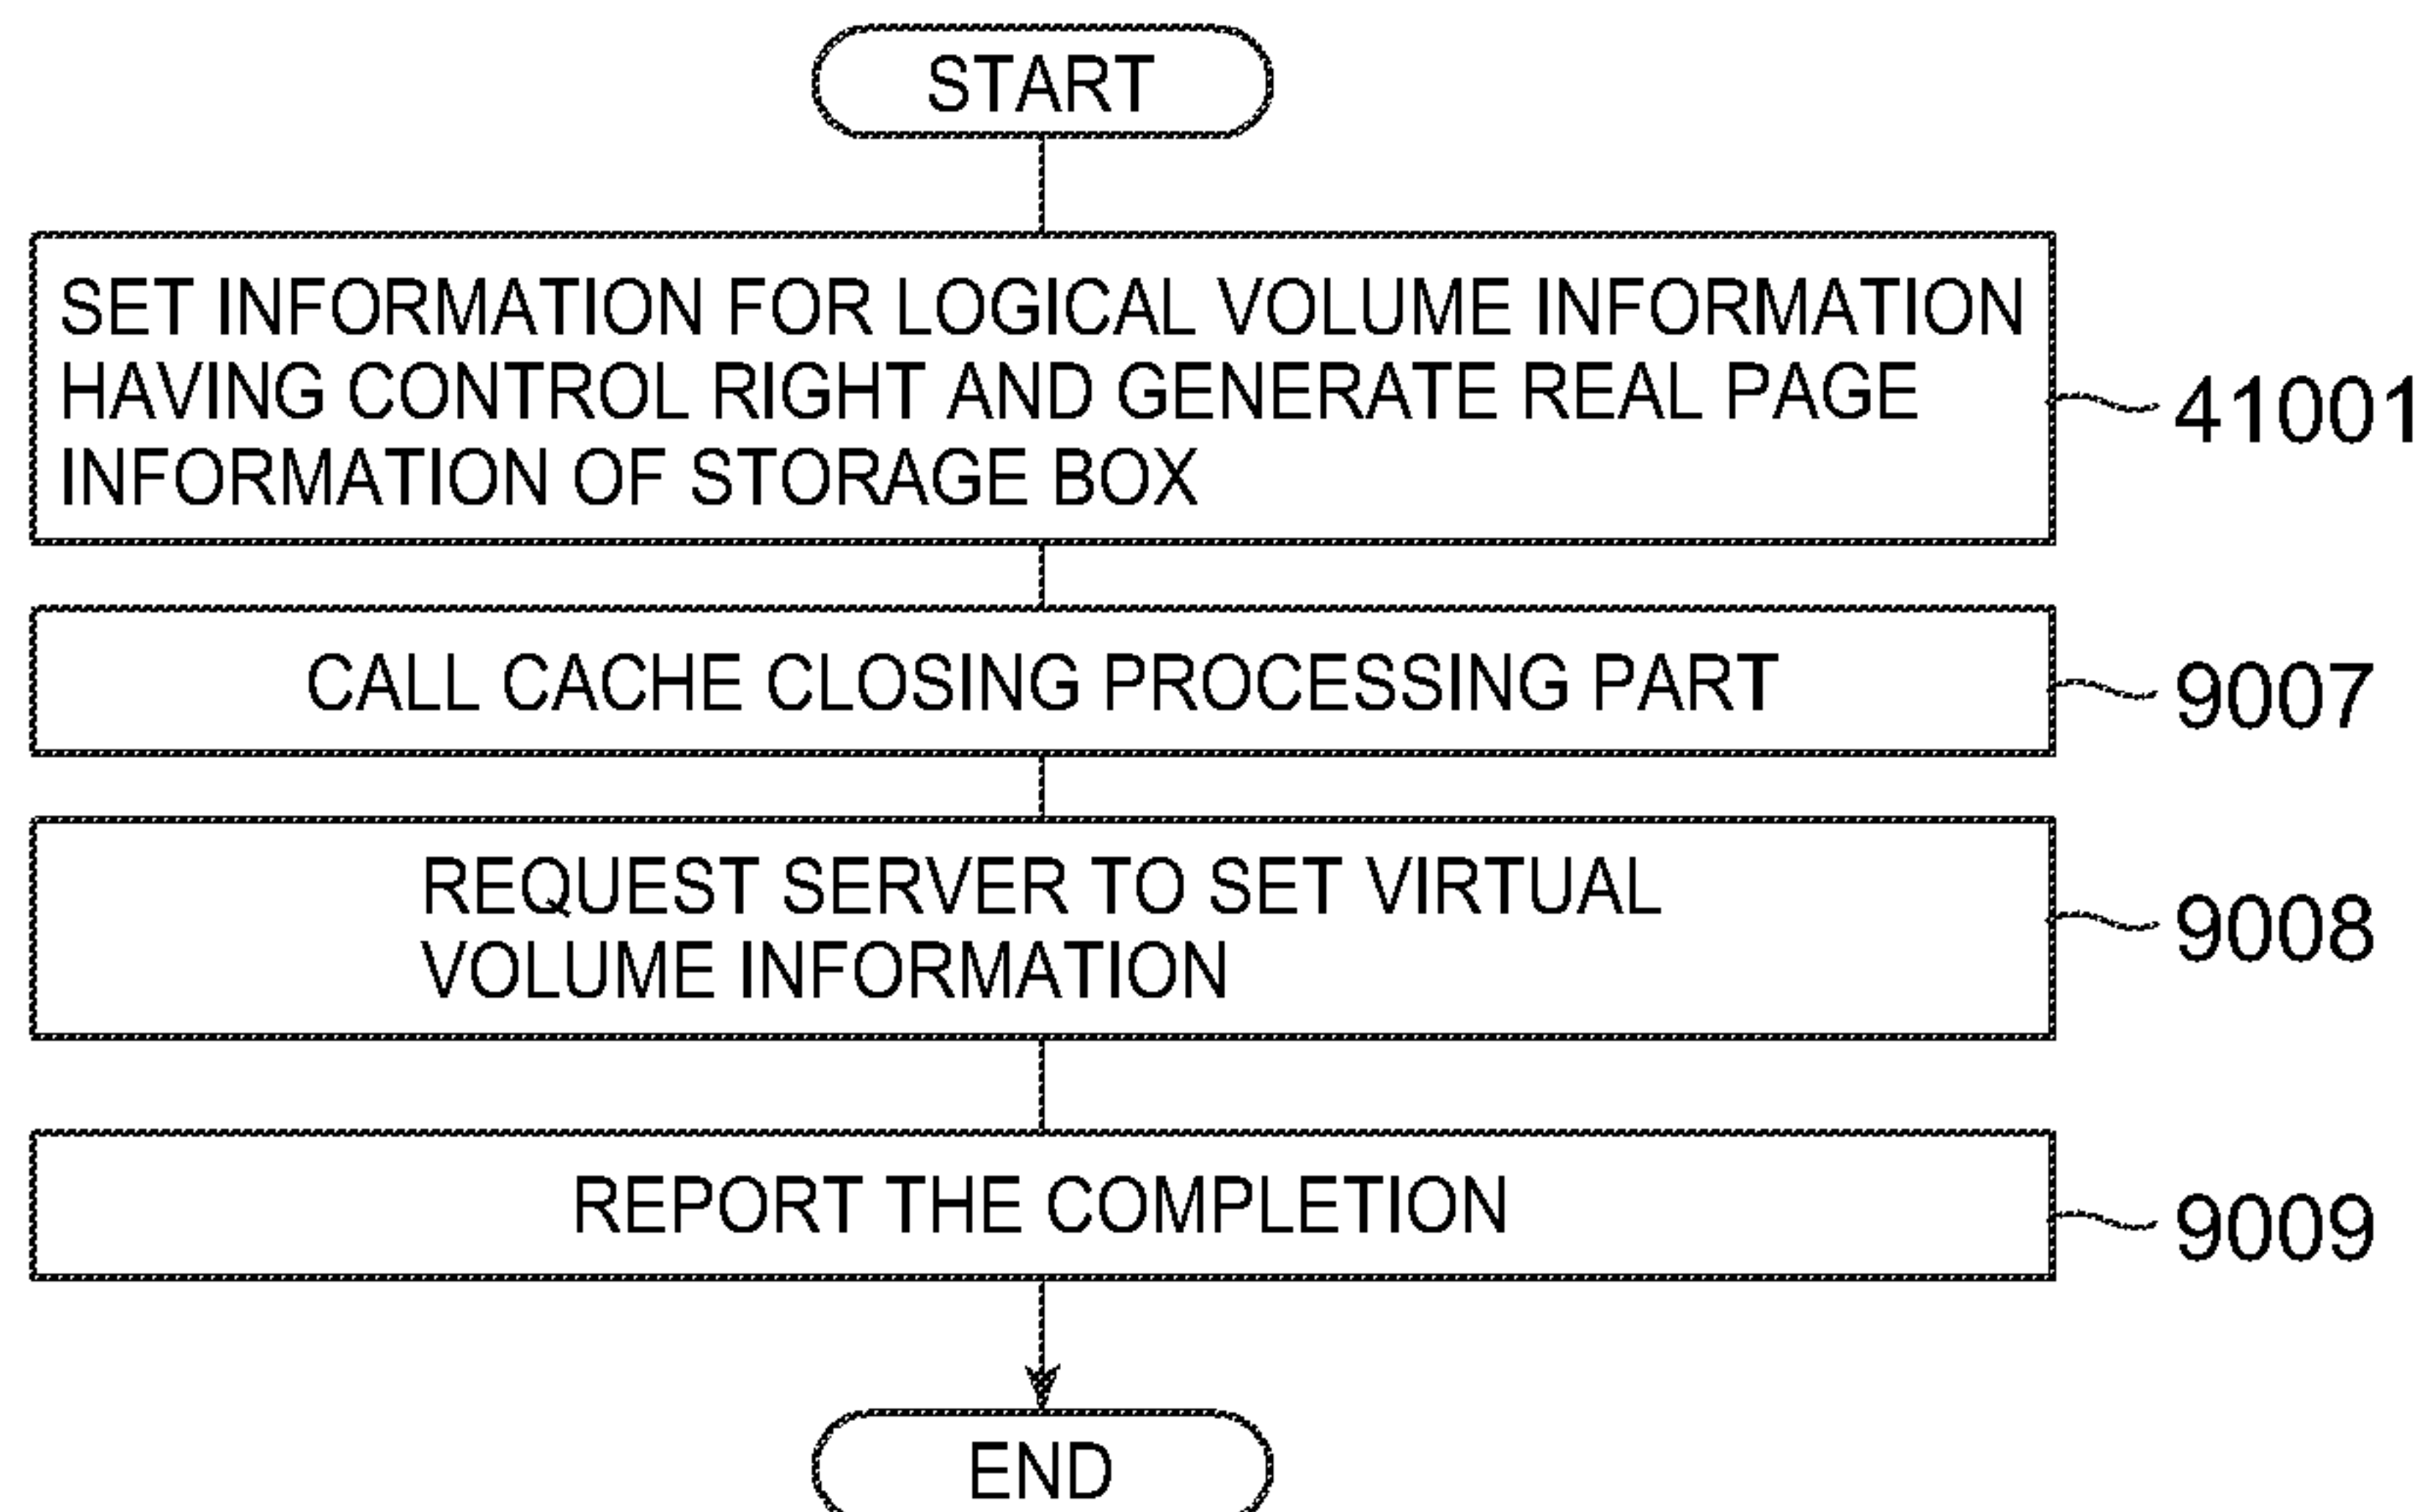 START
SET INFORMATION FOR LOGICAL VOLUME INFORMATION
HAVING CONTROL RIGHT AND GENERATE REAL PAGE
INFORMATION OF STORAGE BOX
41001
CALL CACHE CLOSING PROCESSING PART
9007
REQUEST SERVER TO SET VIRTUAL
VOLUME INFORMATION
9008
REPORT THE COMPLETION
9009
END